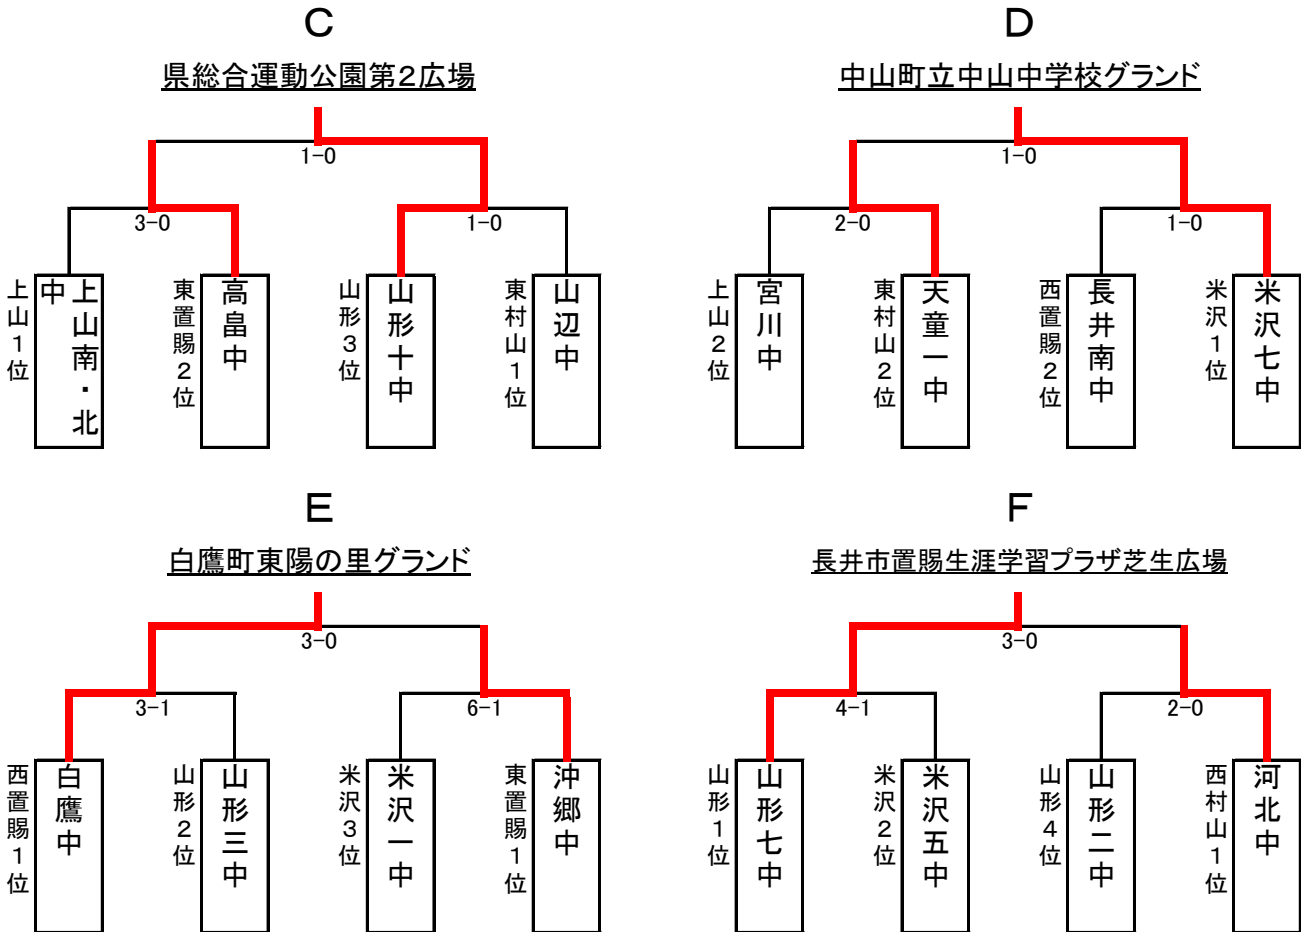 C
県総合運動公園第2広場
1-0
3-0
1-0
上山1位
上山南・北中
東置賜2位
高畠中
山形3位
山形十中
東村山1位
山辺中
D
中山町立中山中学校グランド
1-0
2-0
1-0
上山2位
宮川中
東村山2位
天童一中
西置賜2位
長井南中
米沢1位
米沢七中
E
白鷹町東陽の里グランド
3-0
3-1
6-1
西置賜1位
白鷹中
山形2位
山形三中
米沢3位
米沢一中
東置賜1位
沖郷中
F
長井市置賜生涯学習プラザ芝生広場
3-0
4-1
2-0
山形1位
山形七中
米沢2位
米沢五中
山形4位
山形二中
西村山1位
河北中